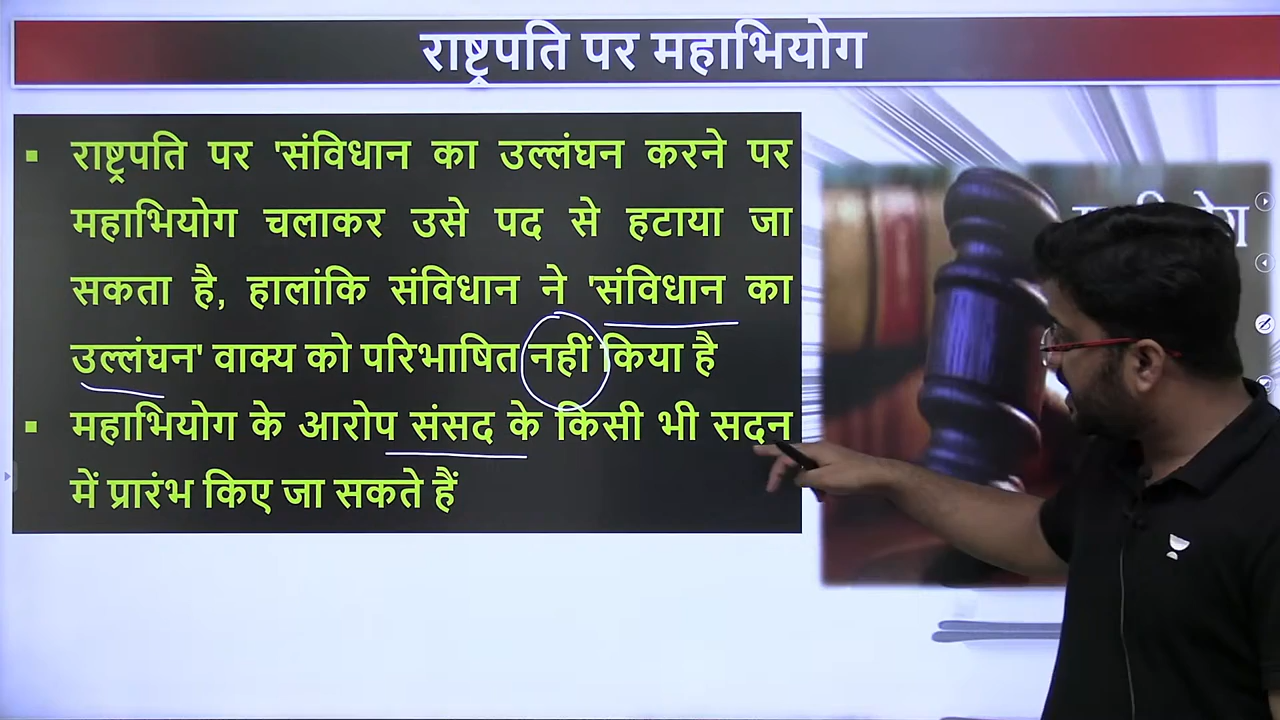 राष्ट्रपति पर महाभियोग
▪ राष्ट्रपति पर 'संविधान का उल्लंघन करने पर
महाभियोग चलाकर उसे पद से हटाया जा
सकता है, हालांकि संविधान ने 'संविधान का
उल्लंघन' वाक्य को परिभाषित नहीं किया है
▪ महाभियोग के आरोप संसद के किसी भी सदन
में प्रारंभ किए जा सकते हैं